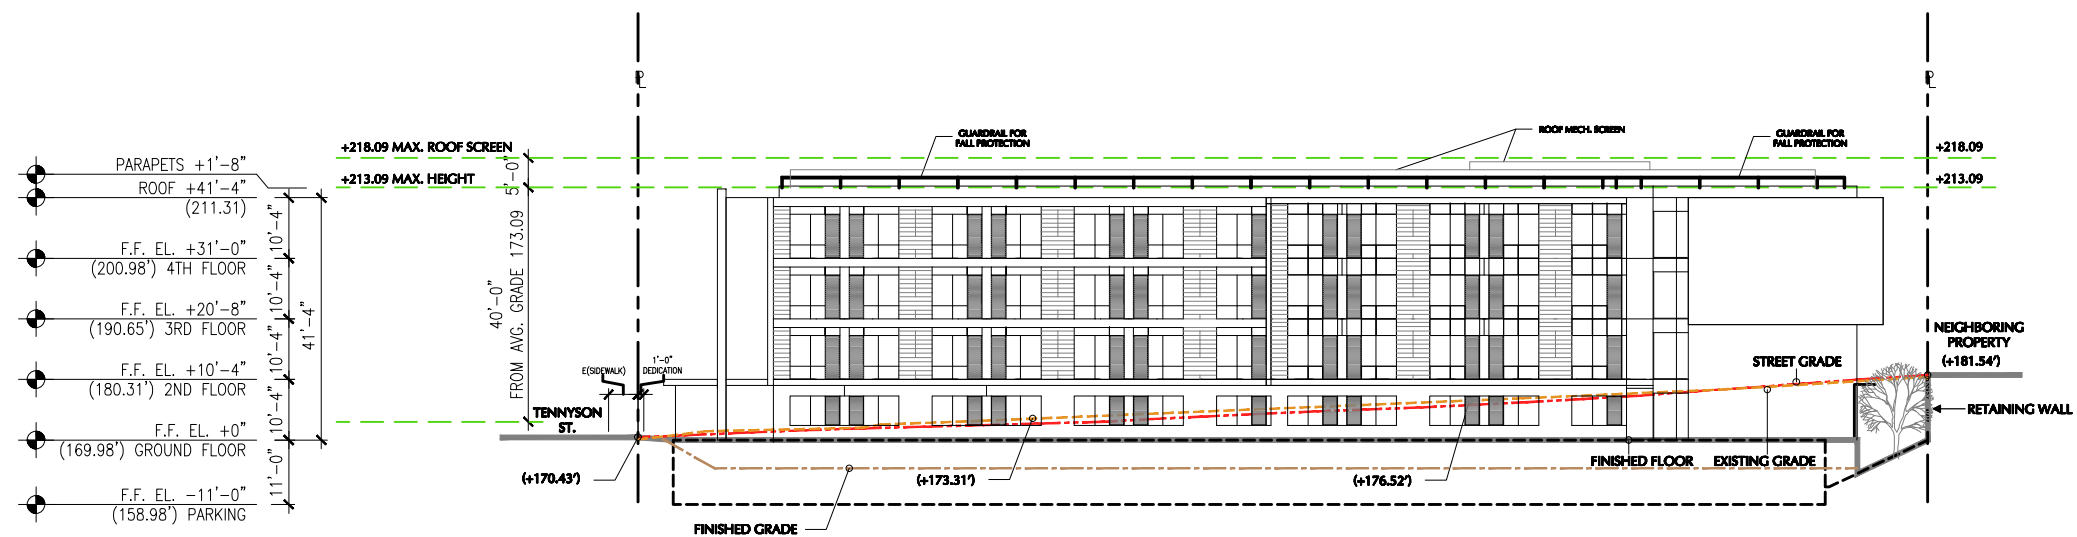 PARAPETS +1'-8"
ROOF +41'-4"
(211.31)
F.F. EL. +31'-0"
(200.98') 4TH FLOOR
F.F. EL. +20'-8"
(190.65') 3RD FLOOR
F.F. EL. +10'-4"
(180.31') 2ND FLOOR
F.F. EL. +0"
(169.98') GROUND FLOOR
F.F. EL. -11'-0"
(158.98') PARKING
10'-4"
10'-4"
10'-4"
10'-4"
11'-0"
41'-4"
+218.09 MAX. ROOF SCREEN
+213.09 MAX. HEIGHT
5'-0"
40'-0"
FROM AVG. GRADE 173.09
PL
E(SIDEWALK)
1'-0"
DEDICATION
TENNYSON
ST.
(+170.43')
GUARDRAIL FOR
FALL PROTECTION
ROOF MECH. SCREEN
GUARDRAIL FOR
FALL PROTECTION
PL
+218.09
+213.09
NEIGHBORING
PROPERTY
(+181.54')
STREET GRADE
RETAINING WALL
FINISHED FLOOR
EXISTING GRADE
(+173.31')
(+176.52')
FINISHED GRADE